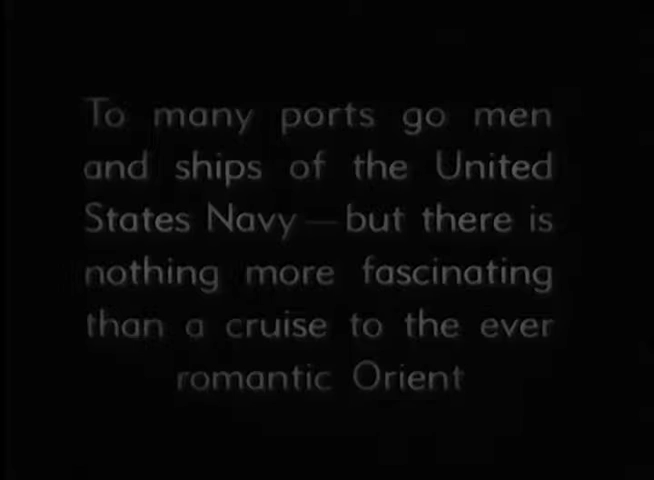 To many ports go men
and ships of the United
States Navy — but there is
nothing more fascinating
than a cruise to the ever
romantic Orient